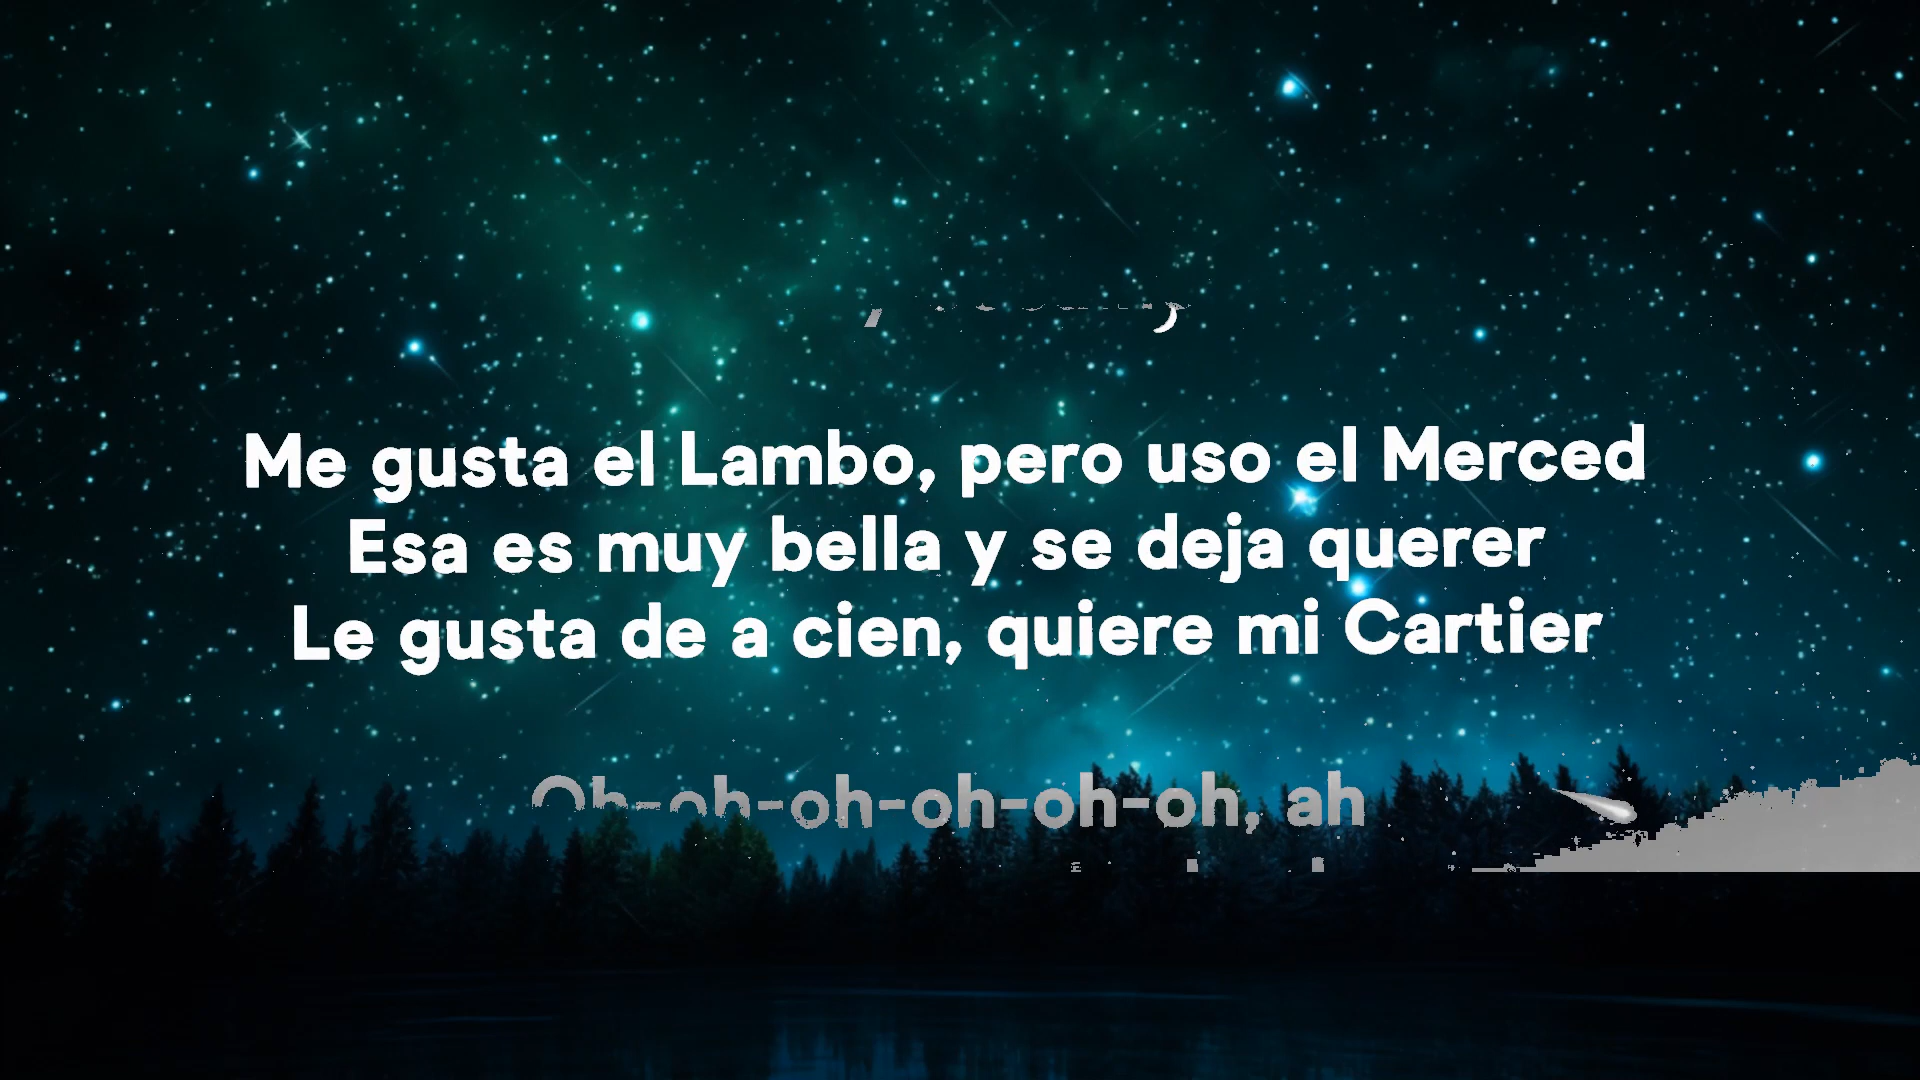 Me gusta el Lambo, pero uso el Merced
Esa es muy bella y se deja querer
Le gusta de a cien, quiere mi Cartier
Oh-oh-oh-oh-oh-oh, ah